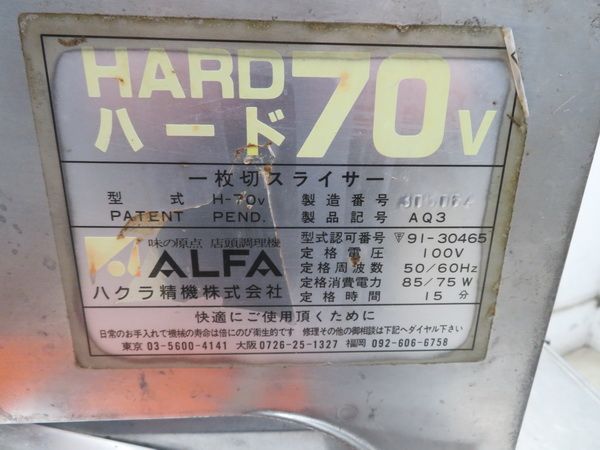 HARD
ハード 70V
一枚切スライサー
型 式 H-70v 製造番号
PATENT PEND. 製品記号 AQ3
味の原点 店頭調理機 型式認可番号 〒91-30465
ALFA 定格電圧 100V
定格周波数 50/60Hz
ハクラ精機株式会社 定格消費電力 85/75W
定格時間 15分
快適にご使用頂くために
日常のお手入れで機械の寿命は倍にのび衛生的です 修理その他の御相談は下記へダイヤル下さい
東京 03-5600-4141 大阪 0726-25-1327 福岡 092-606-6758